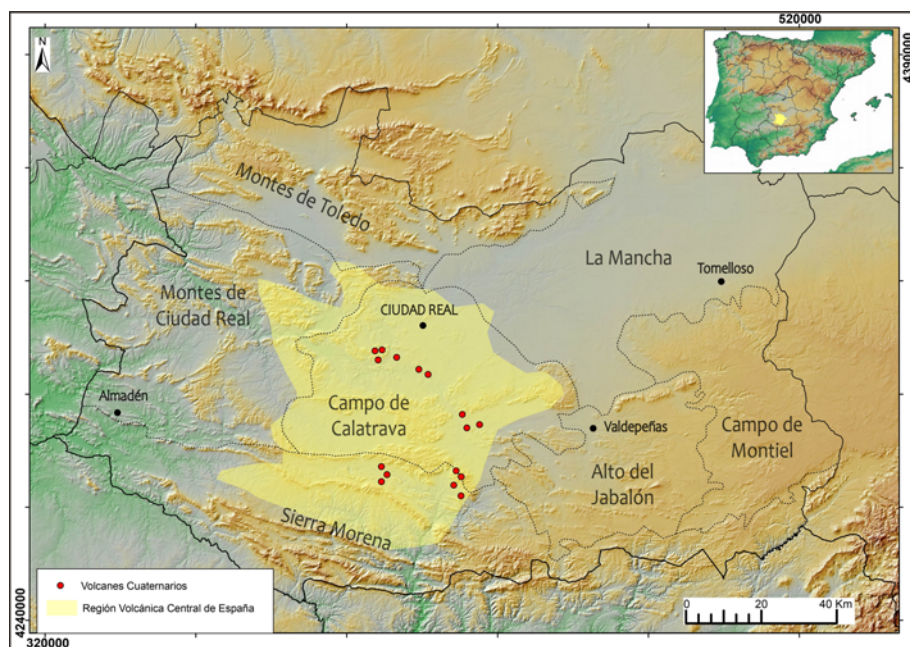 520000
4390000
N
Montes de Toledo
La Mancha
Tomelloso
Montes de
Ciudad Real
CIUDAD REAL
Almadén
Campo de
Calatrava
Valdepeñas
Campo de
Montiel
Alto del
Jabalón
Sierra Morena
Volcanes Cuaternarios
Región Volcánica Central de España
0 10 20 40 Km
4240000
320000